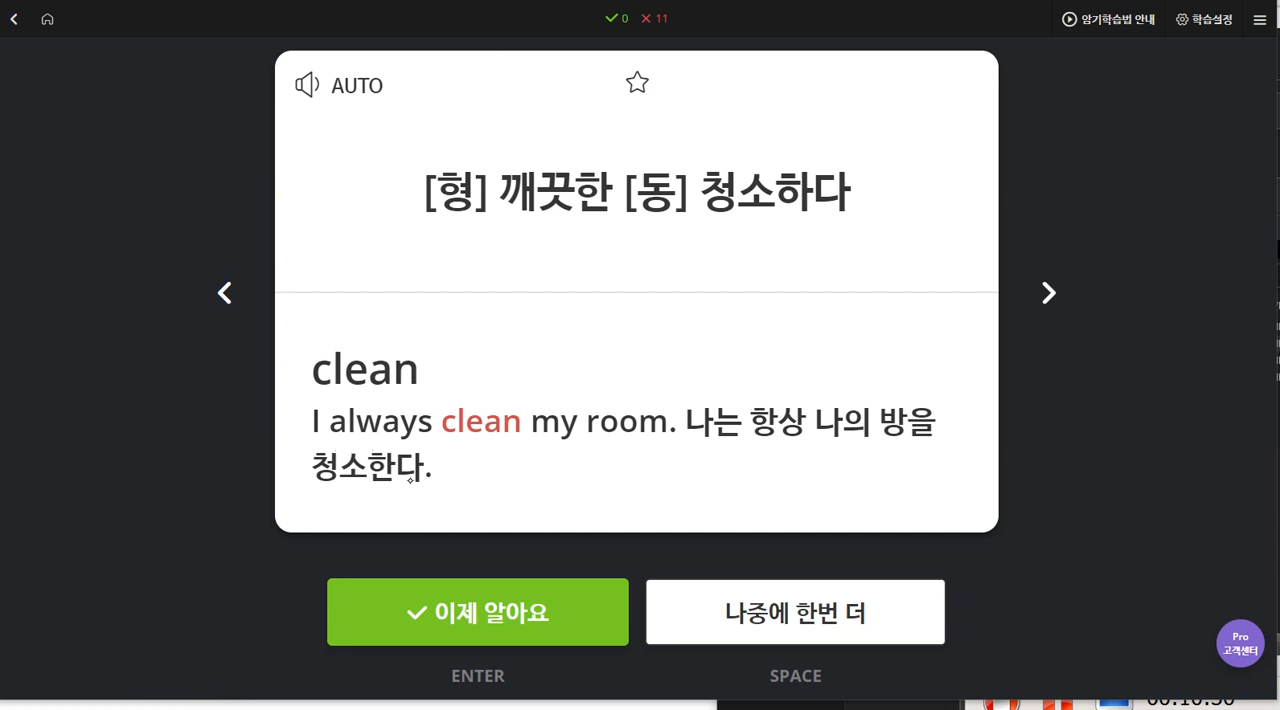 0 11
암기학습법 안내 학습설정
AUTO
[형] 깨끗한 [동] 청소하다
clean
I always clean my room. 나는 항상 나의 방을
청소한다.
이제 알아요 나중에 한번 더
ENTER SPACE
Pro
고객센터